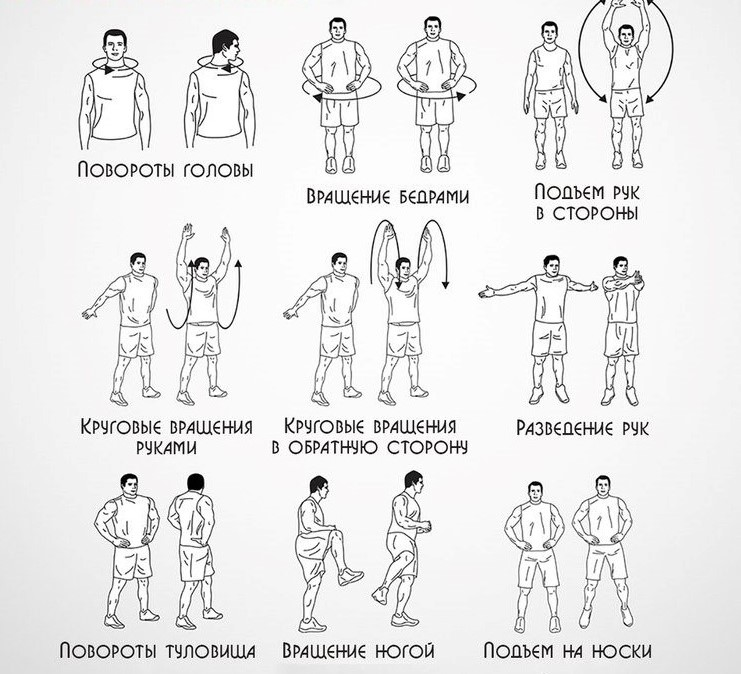 Повороты головы
Вращение бедрами
Подъем рук
в стороны
Круговые вращения
руками
Круговые вращения
в обратную сторону
Разведение рук
Повороты туловища
Вращение ногой
Подъем на носки